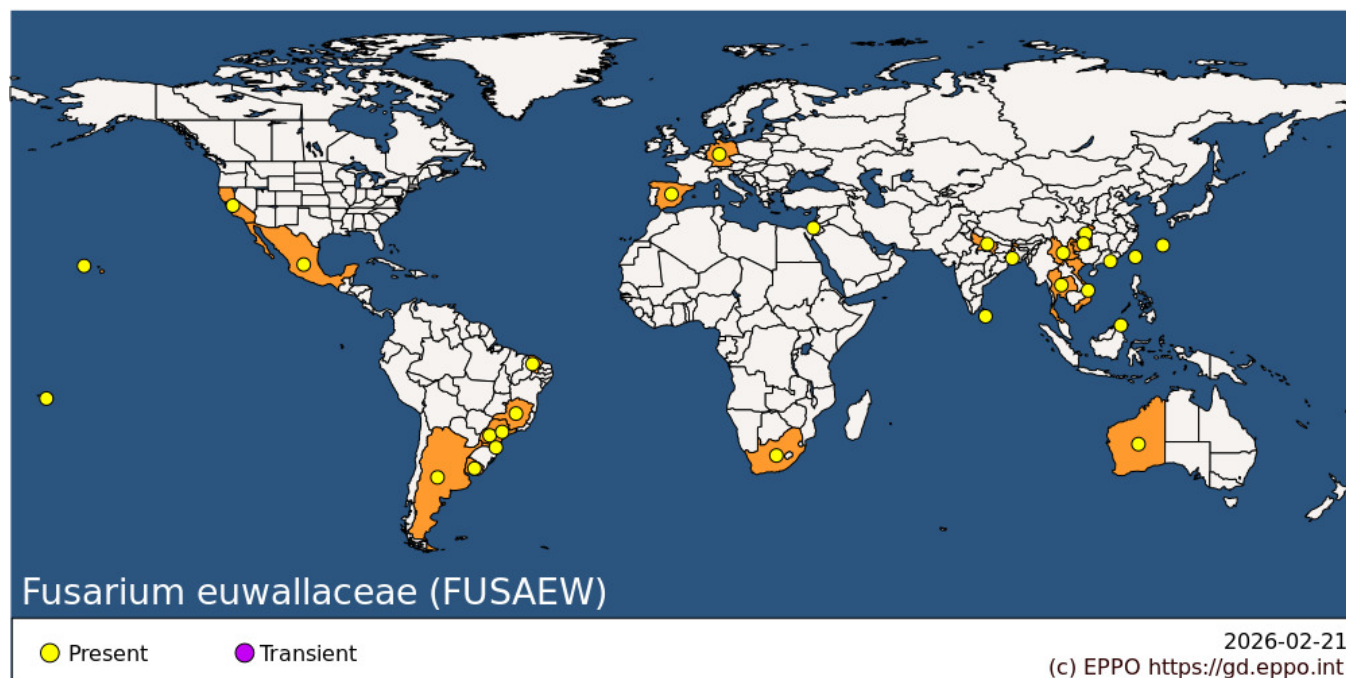 Fusarium euwallaceae (FUSAEW)
Present
Transient
2026-02-21
(c) EPPO https://gd.eppo.int